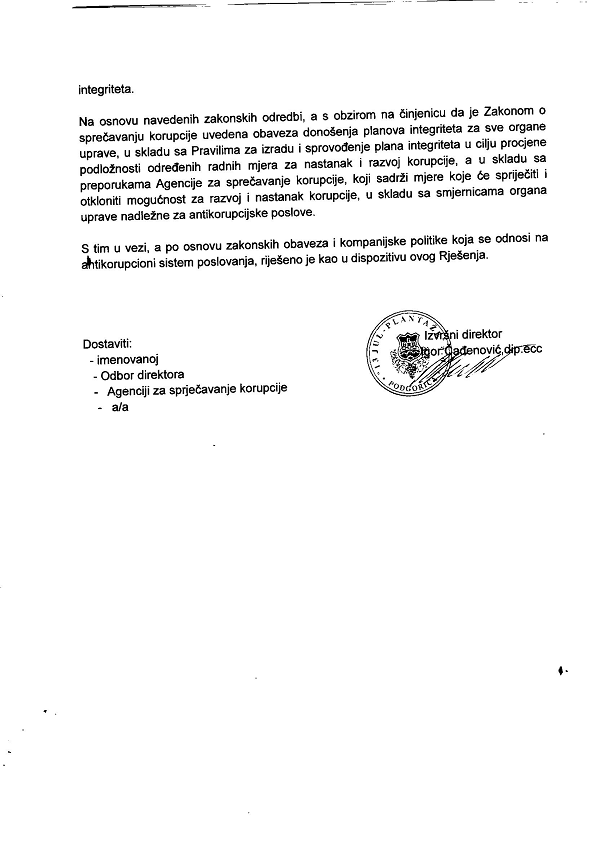 integriteta.
Na osnovu navedenih zakonskih odredbi, a s obzirom na činjenicu da je Zakonom o
sprečavanju korupcije uvedena obaveza donošenja planova integriteta za sve organe
uprave, u skladu sa Pravilima za izradu i sprovođenje plana integriteta u cilju procjene
podložnosti određenih radnih mjera za nastanak i razvoj korupcije, a u skladu sa
preporukama Agencije za sprečavanje korupcije, koji sadrži mjere koje će spriječiti i
otkloniti mogućnost za razvoj i nastanak korupcije, u skladu sa smjernicama organa
uprave nadležne za antikorupcijske poslove.
S tim u vezi, a po osnovu zakonskih obaveza i kompanijske politike koja se odnosi na
antikorupcioni sistem poslovanja, riješeno je kao u dispozitivu ovog Rješenja.
Izvršni direktor
Igor Čađenović,dip.ecc
"13 JUL-PLANTAŽE
PODGORICA
Dostaviti:
- imenovanoj
- Odbor direktora
- Agenciji za sprječavanje korupcije
- a/a